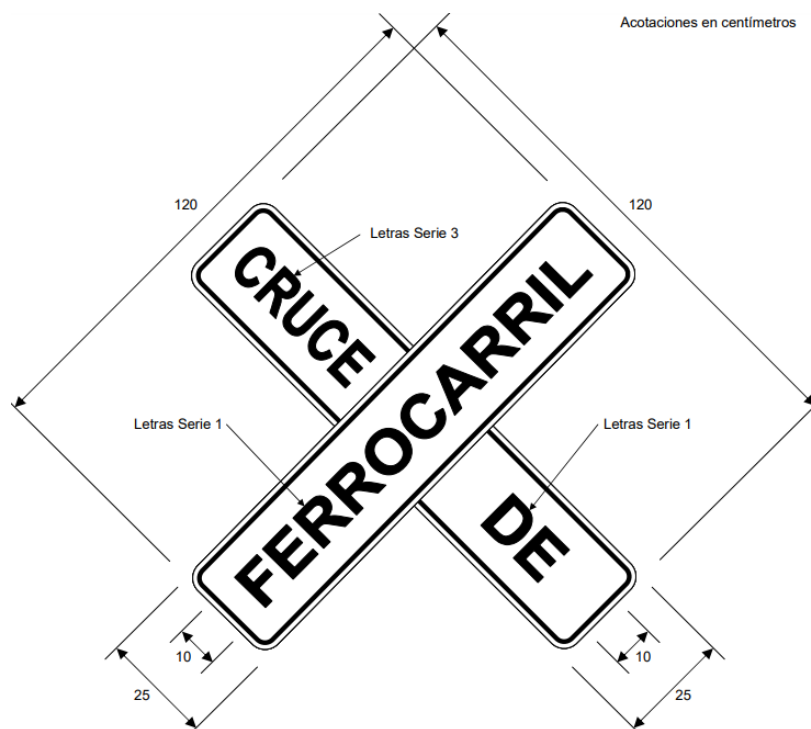 Acotaciones en centímetros
120
120
Letras Serie 3
CRUCE
FERROCARRIL
Letras Serie 1
Letras Serie 1
DE
10
10
25
25